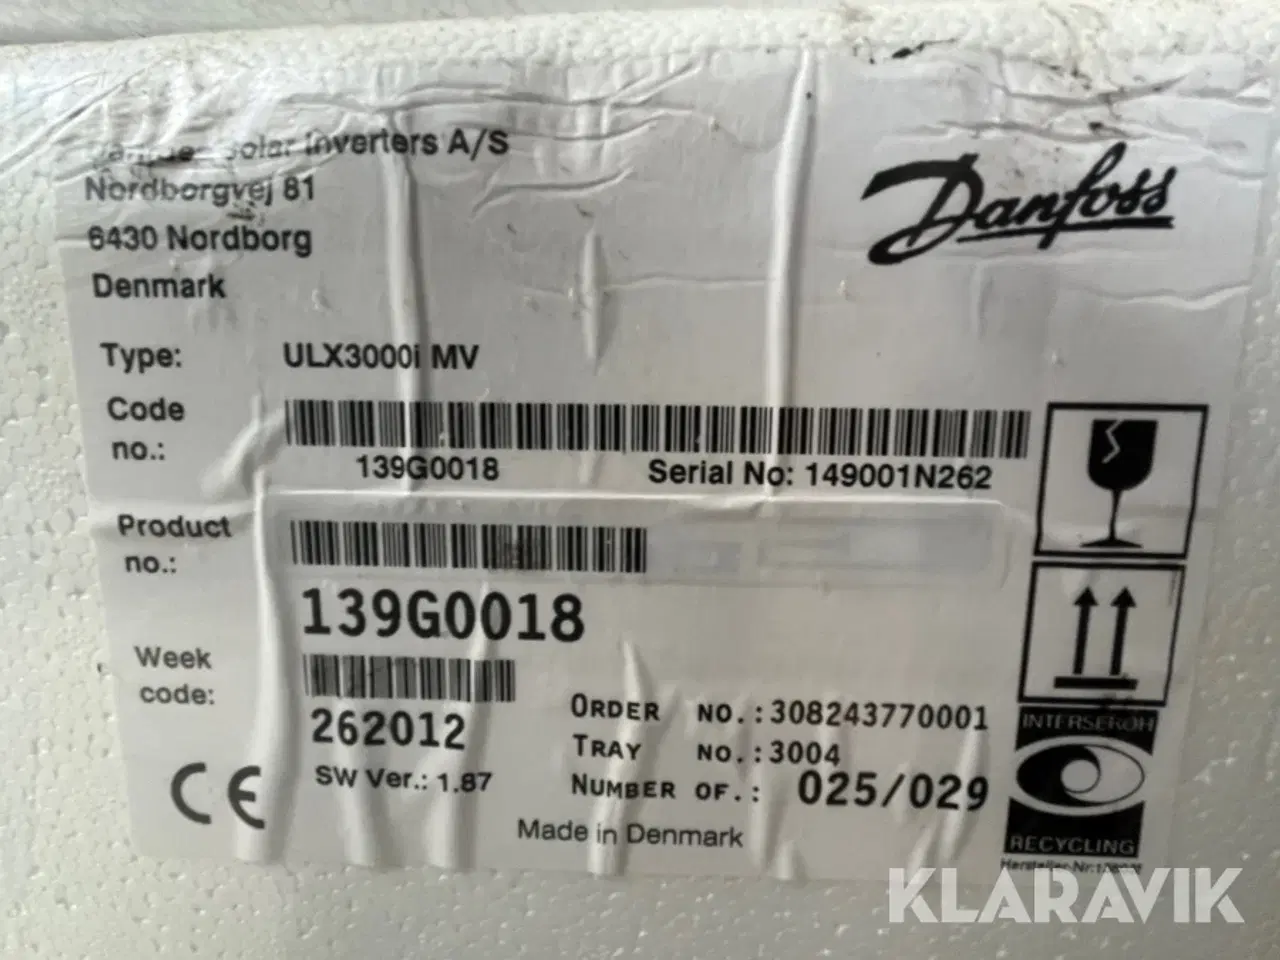 Solar inverters A/S
Nordborgvej 81
6430 Nordborg
Denmark
Danfoss
Type: ULX3000i MV
Code no.: 139G0018 Serial No: 149001N262
Product no.:
139G0018
Week code:
262012
SW Ver.: 1.87
ORDER NO.:308243770001
TRAY NO.:3004
NUMBER OF.: 025/029
Made in Denmark
CE
INTERSEROH
RECYCLING
KLARAVIK